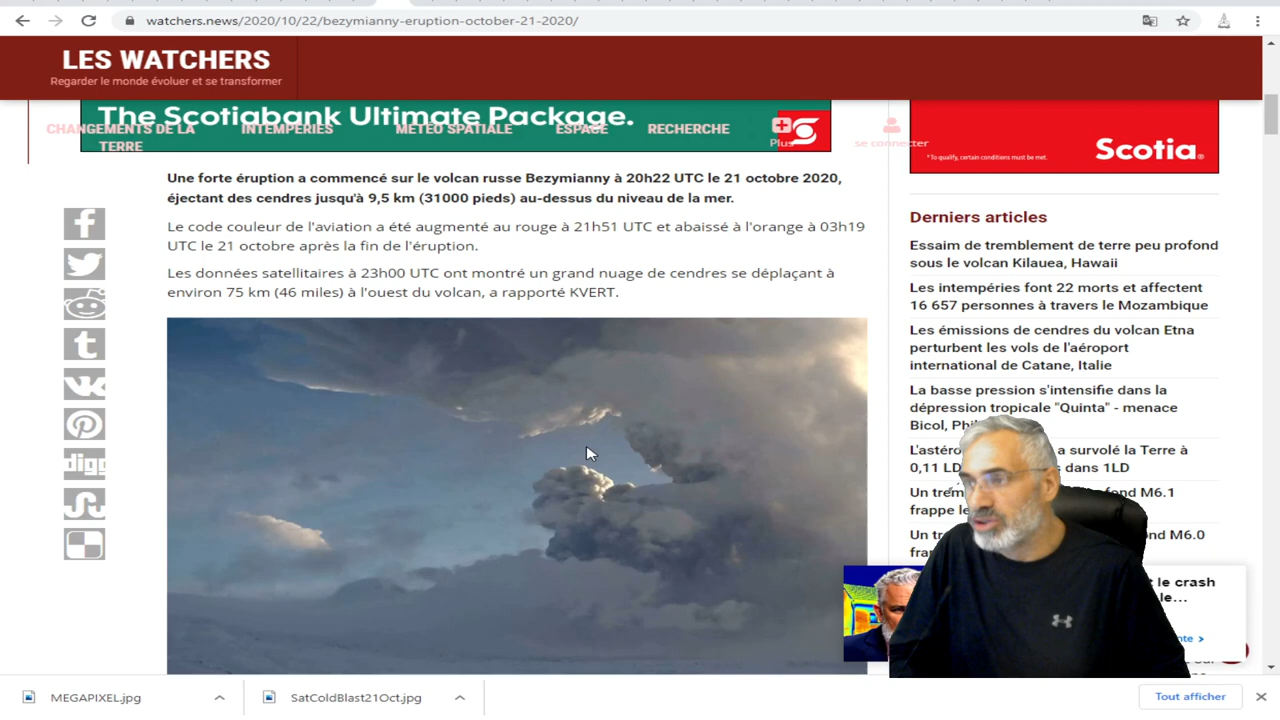 watchers.news/2020/10/22/bezymianny-eruption-october-21-2020/
LES WATCHERS
Regarder le monde évoluer et se transformer
The Scotiabank Ultimate Package.
CHANGEMENTS DE LA TERRE
INTEMPÉRIES
MÉTÉO SPATIALE
ESPACE
RECHERCHE
Plus
se connecter
* To qualify, certain conditions must be met.
Scotia®
Une forte éruption a commencé sur le volcan russe Bezymianny à 20h22 UTC le 21 octobre 2020,
éjectant des cendres jusqu'à 9,5 km (31000 pieds) au-dessus du niveau de la mer.
Le code couleur de l'aviation a été augmenté au rouge à 21h51 UTC et abaissé à l'orange à 03h19
UTC le 21 octobre après la fin de l'éruption.
Les données satellitaires à 23h00 UTC ont montré un grand nuage de cendres se déplaçant à
environ 75 km (46 miles) à l'ouest du volcan, a rapporté KVERT.
digg
Derniers articles
Essaim de tremblement de terre peu profond
sous le volcan Kilauea, Hawaii
Les intempéries font 22 morts et affectent
16 657 personnes à travers le Mozambique
Les émissions de cendres du volcan Etna
perturbent les vols de l'aéroport
international de Catane, Italie
La basse pression s'intensifie dans la
dépression tropicale "Quinta" - menace
Bicol,
a survolé la Terre à
0,11 LD dans 1LD
Un M6.1
frappe
Un M6.0
le crash
MEGAPIXEL.jpg
SatColdBlast21Oct.jpg
Tout afficher